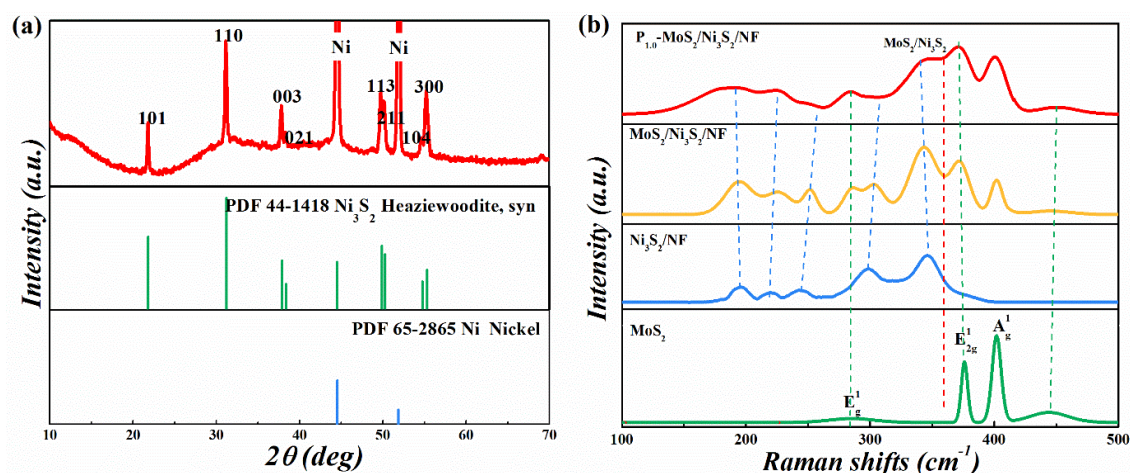 (a)
Intensity (a.u.)
101
110
003
021
Ni
113
211
Ni
104
300
PDF 44-1418 Ni₃S₂ Heaziewoodite, syn
PDF 65-2865 Ni Nickel
10 20 30 40 50 60 70
2θ (deg)
(b)
Intensity (a.u.)
P₁.₀-MoS₂/Ni₃S₂/NF
MoS₂/Ni₃S₂
MoS₂/Ni₃S₂/NF
Ni₃S₂/NF
MoS₂
E¹g
E¹2g
A¹g
100 200 300 400 500
Raman shifts (cm⁻¹)